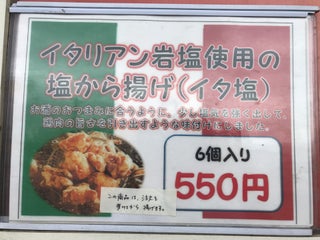 イタリアン岩塩使用の
塩から揚げ(イタ塩)
お酒のおつまみに合うように、少し塩気を強く出して、
鶏肉の旨さを引き出すような味付けにしました。
6個入り
550円
この商品は、注文を
受けてから揚げます。